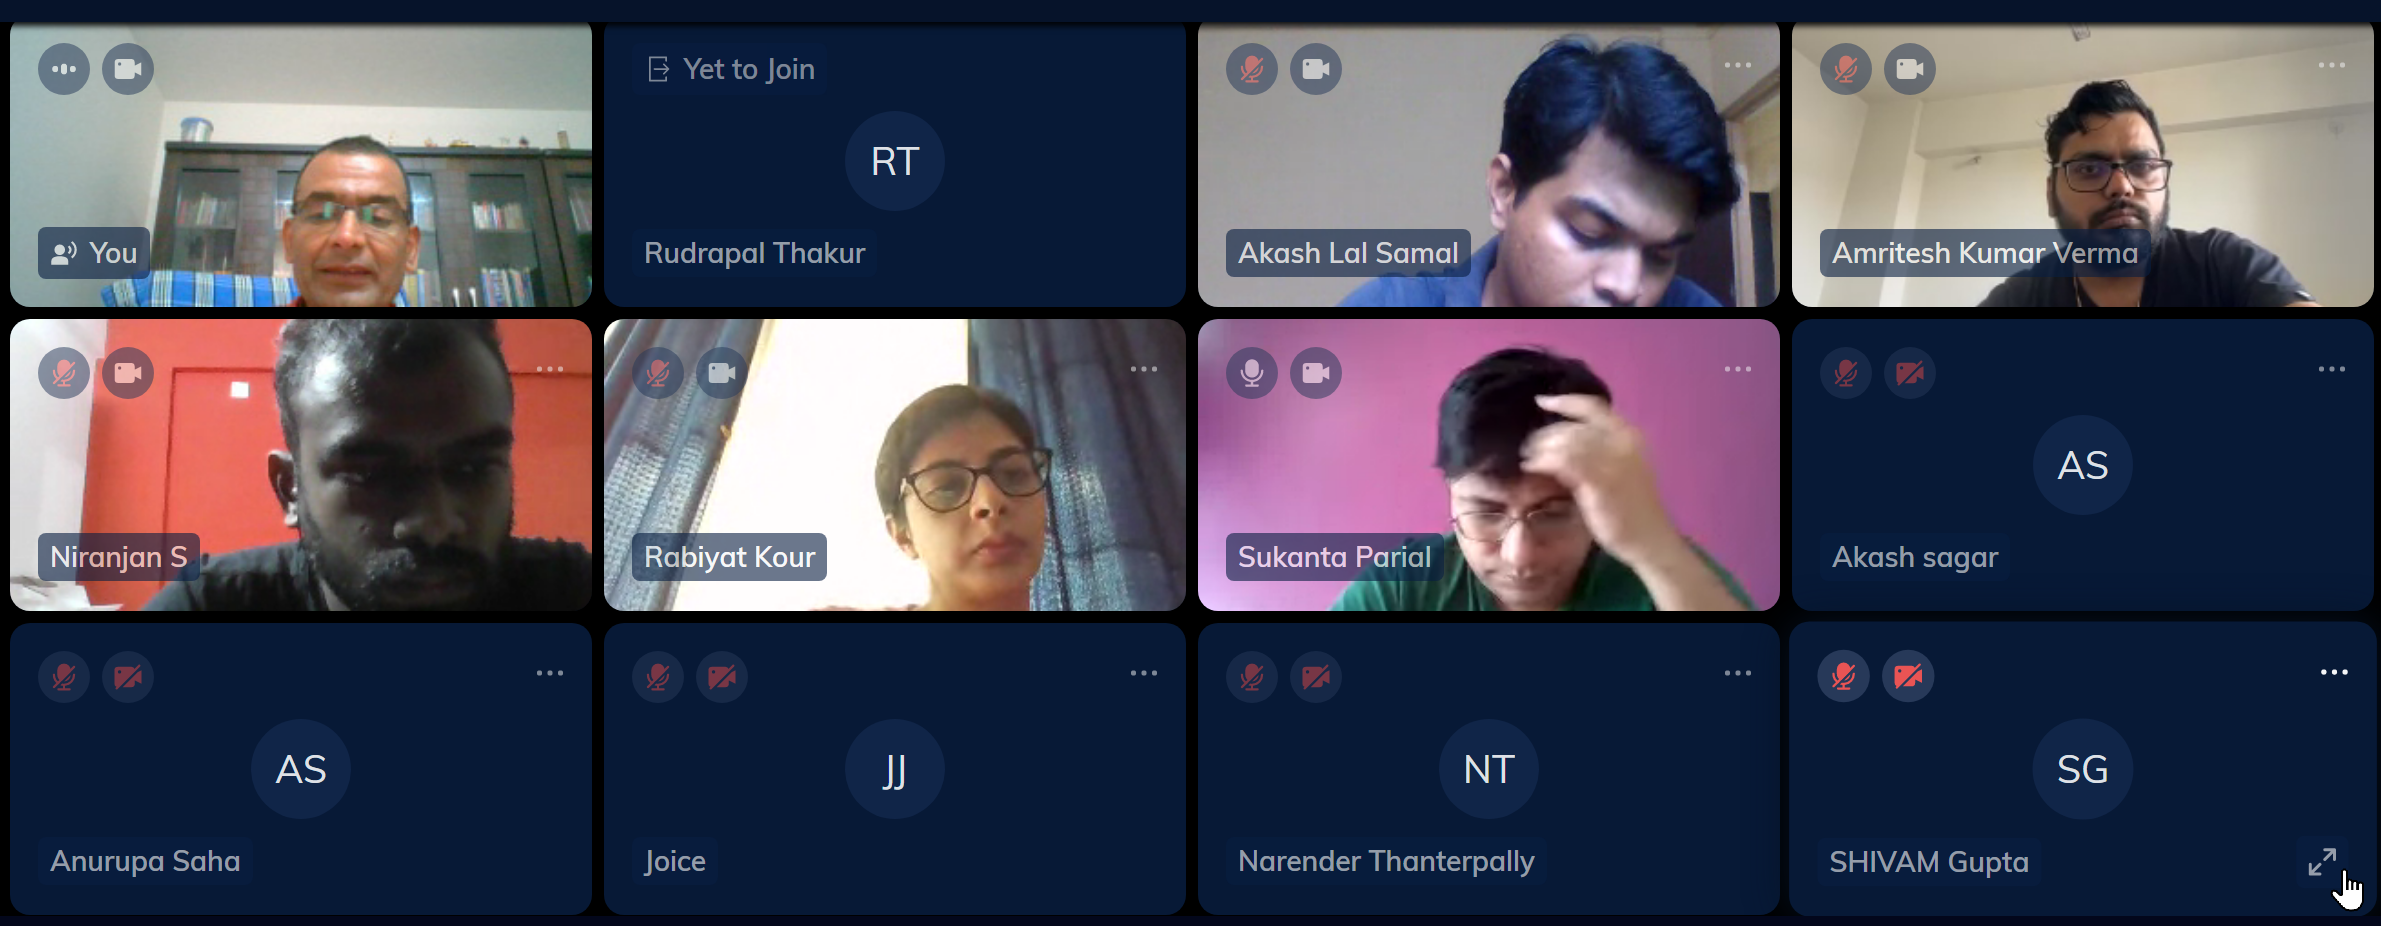 You
Yet to Join
RT
Rudrapal Thakur
Akash Lal Samal
Amritesh Kumar Verma
Niranjan S
Rabiyat Kour
Sukanta Parial
AS
Akash sagar
AS
Anurupa Saha
JJ
Joice
NT
Narender Thanterpally
SG
SHIVAM Gupta